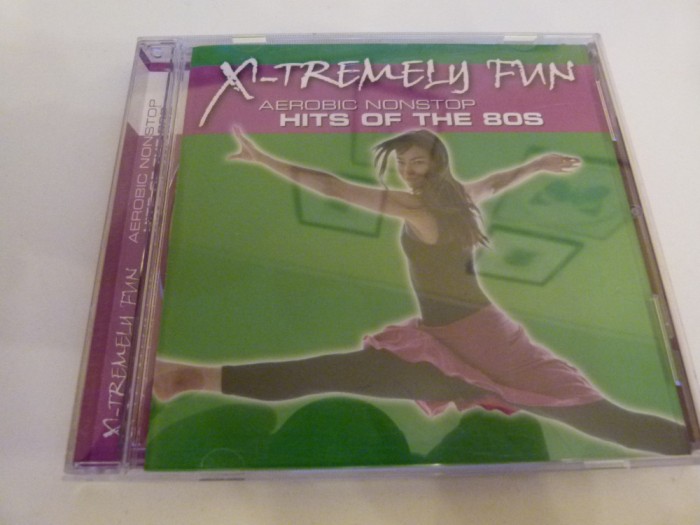 X-TREMELY FUN
AEROBIC NONSTOP
HITS OF THE 80S
X-TREMELY FUN AEROBIC NONSTOP